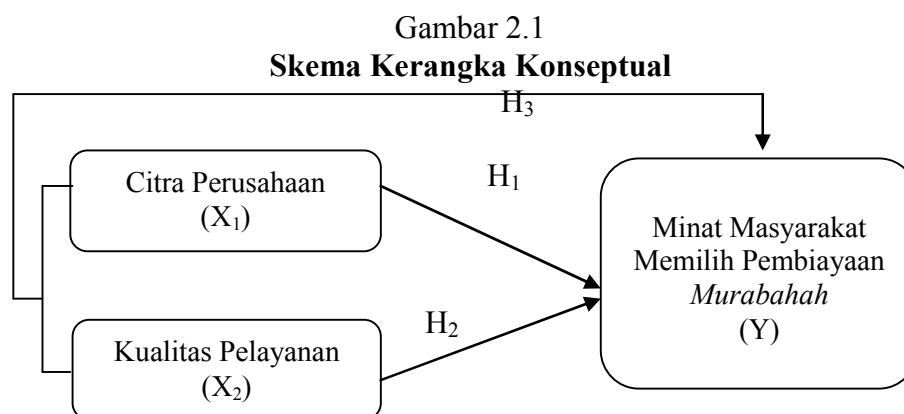 Gambar 2.1
Skema Kerangka Konseptual
H₃
Citra Perusahaan
(X₁)
H₁
Minat Masyarakat
Memilih Pembiayaan
Murabahah
(Y)
H₂
Kualitas Pelayanan
(X₂)